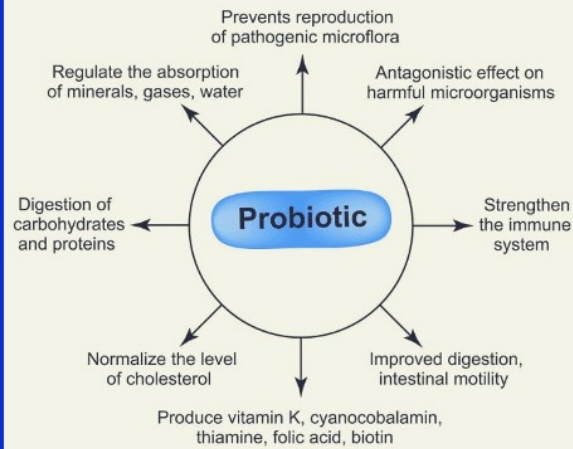 Prevents reproduction
of pathogenic microflora
Regulate the absorption
of minerals, gases, water
Antagonistic effect on
harmful microorganisms
Digestion of
carbohydrates
and proteins
Probiotic
Strengthen
the immune
system
Normalize the level
of cholesterol
Improved digestion,
intestinal motility
Produce vitamin K, cyanocobalamin,
thiamine, folic acid, biotin